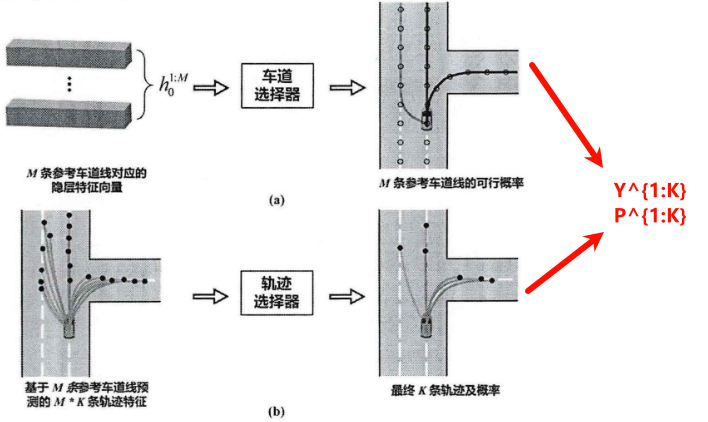 h_0^{1:M}
车道
选择器
M 条参考车道线对应的
隐层特征向量
(a)
M 条参考车道线的可行概率
Y^{1:K}
P^{1:K}
轨迹
选择器
基于 M 条参考车道线预
测的 M * K 条轨迹特征
(b)
最终 K 条轨迹及概率